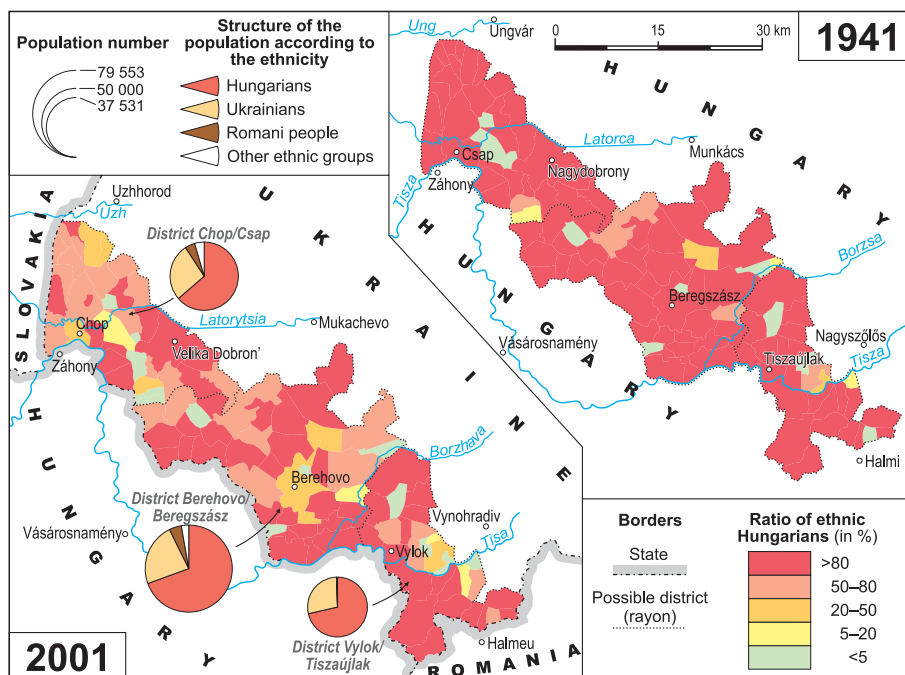 Population number
79 553
50 000
37 531
Structure of the
population according to
the ethnicity
Hungarians
Ukrainians
Romani people
Other ethnic groups
1941
0
15
30 km
Ung
Ungvár
HUNGARY
Latorca
Munkács
Csap
Záhony
Nagydobrony
Tisza
HUNGARY
Borzsa
Beregszász
Vásárosnamény
Nagyszőlős
Tiszaújlak
Tisza
Halmi
SLOVAKIA
Uzhhorod
Uzh
UKRAINE
District Chop/Csap
Latorytsia
Mukachevo
Chop
Velika Dobron'
Záhony
HUNGARY
Borzhava
Berehovo
District Berehovo/
Beregszász
Vynohradiv
Vásárosnamény
Vylok
Tisa
District Vylok/
Tiszaújlak
Halmeu
ROMANIA
2001
Borders
State
Possible district
(rayon)
Ratio of ethnic
Hungarians (in %)
>80
50–80
20–50
5–20
<5